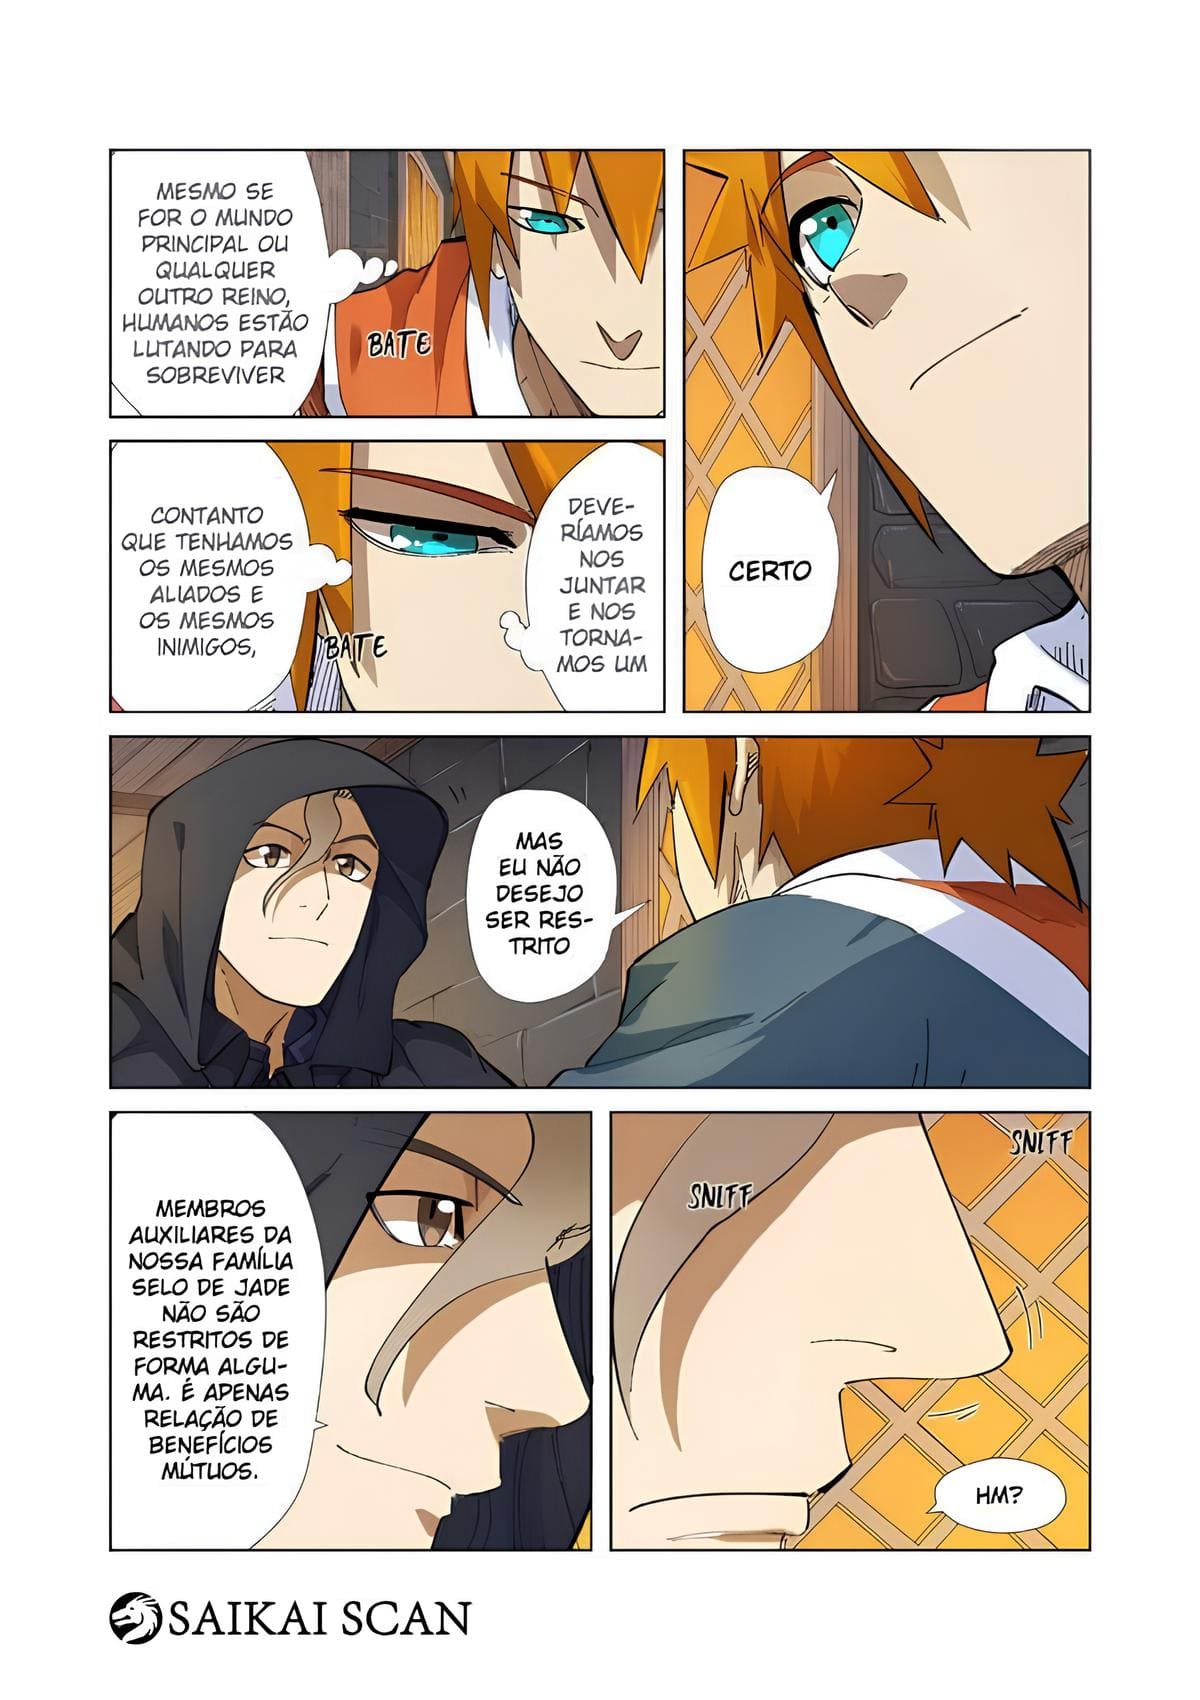 MESMO SE
FOR O MUNDO
PRINCIPAL OU
QUALQUER
OUTRO REINO,
HUMANOS ESTÃO
LUTANDO PARA
SOBREVIVER
BATE
CONTANTO
QUE TENHAMOS
OS MESMOS
ALIADOS E
OS MESMOS
INIMIGOS,
BATE
DEVE-
RÍAMOS
NOS
JUNTAR
E NOS
TORNA-
MOS UM
CERTO
MAS
EU NÃO
DESEJO
SER RES-
TRITO
MEMBROS
AUXILIARES DA
NOSSA FAMÍLIA
SELO DE JADE
NÃO SÃO
RESTRITOS DE
FORMA ALGU-
MA. É APENAS
RELAÇÃO DE
BENEFÍCIOS
MÚTUOS.
SNIFF
SNIFF
HM?
SAIKAI SCAN